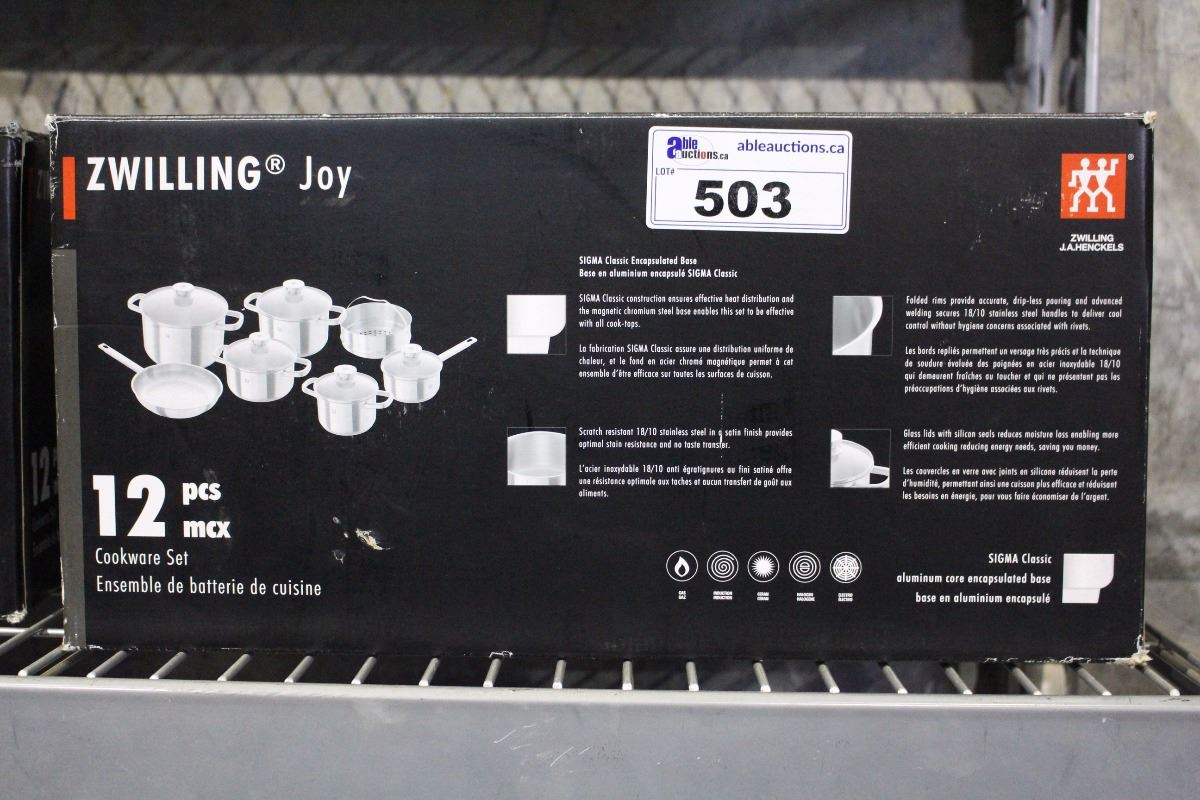 ZWILLING® Joy
able auctions.ca
ableauctions.ca
LOT#
503
®
ZWILLING
J.A.HENCKELS
SIGMA Classic Encapsulated Base
Base en aluminium encapsulé SIGMA Classic
SIGMA Classic construction ensures effective heat distribution and
the magnetic chromium steel base enables this set to be effective
with all cook-tops.
La fabrication SIGMA Classic assure une distribution uniforme de
chaleur, et le fond en acier chromé magnétique permet à cet
ensemble d'être efficace sur toutes les surfaces de cuisson.
Folded rims provide accurate, drip-less pouring and advanced
welding secures 18/10 stainless steel handles to deliver cool
control without hygiene concerns associated with rivets.
Les bords repliés permettent un versage très précis et la technique
de soudure évoluée des poignées en acier inoxydable 18/10
qui demeurent fraîches au toucher et qui ne présentent pas les
préoccupations d'hygiène associées aux rivets.
Scratch resistant 18/10 stainless steel in a satin finish provides
optimal stain resistance and no taste transfer.
L'acier inoxydable 18/10 anti égratignures au fini satiné offre
une résistance optimale aux taches et aucun transfert de goût aux
aliments.
Glass lids with silicon seals reduces moisture loss enabling more
efficient cooking reducing energy needs, saving you money.
Les couvercles en verre avec joints en silicone réduisent la perte
d'humidité, permettant ainsi une cuisson plus efficace et réduisant
les besoins en énergie, pour vous faire économiser de l'argent.
12 pcs
mcx
Cookware Set
Ensemble de batterie de cuisine
GAS
GAZ
INDUCTION
INDUCTION
CERAM
CERAM
HALOGEN
HALOGÈNE
ELECTRO
ÉLECTRO
SIGMA Classic
aluminum core encapsulated base
base en aluminium encapsulé
12